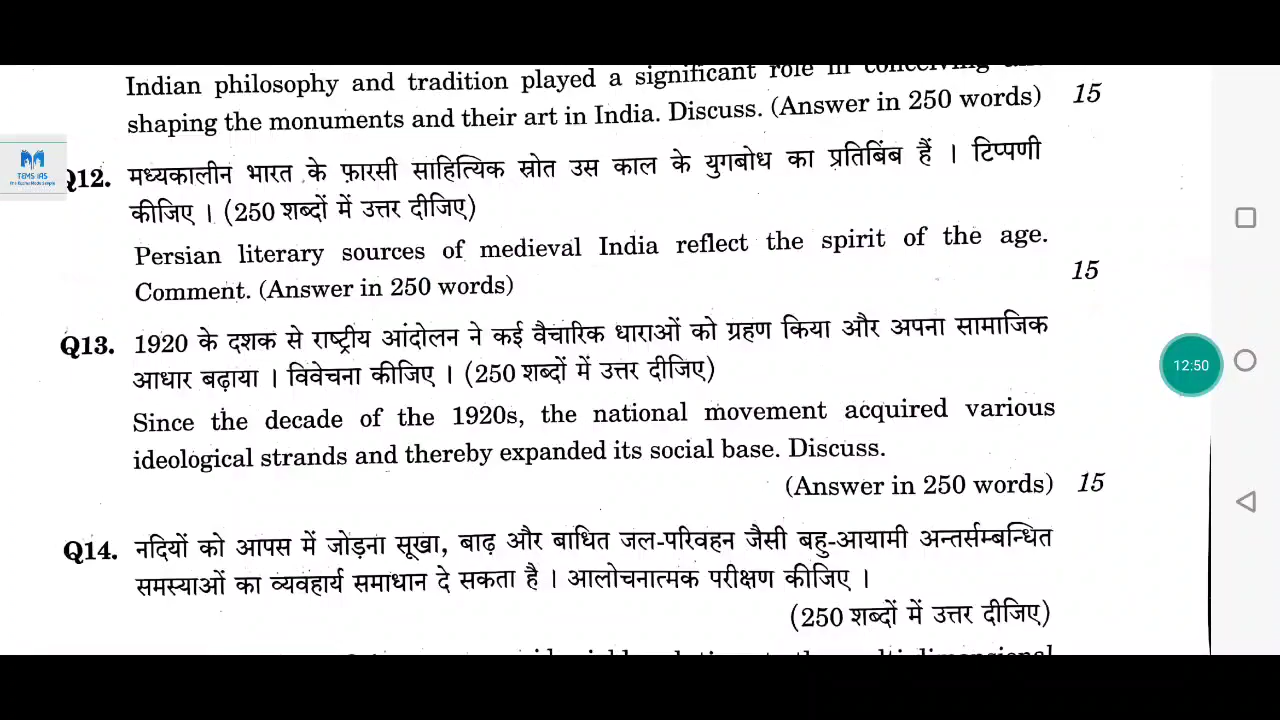 Indian philosophy and tradition played a significant role in conceiving
shaping the monuments and their art in India. Discuss. (Answer in 250 words) 15
TEMS IAS
Q12. मध्यकालीन भारत के फ़ारसी साहित्यिक स्रोत उस काल के युगबोध का प्रतिबिंब हैं । टिप्पणी
कीजिए । (250 शब्दों में उत्तर दीजिए)
Persian literary sources of medieval India reflect the spirit of the age.
Comment. (Answer in 250 words) 15
Q13. 1920 के दशक से राष्ट्रीय आंदोलन ने कई वैचारिक धाराओं को ग्रहण किया और अपना सामाजिक
आधार बढ़ाया । विवेचना कीजिए । (250 शब्दों में उत्तर दीजिए)
12:50
Since the decade of the 1920s, the national movement acquired various
ideological strands and thereby expanded its social base. Discuss.
(Answer in 250 words) 15
Q14. नदियों को आपस में जोड़ना सूखा, बाढ़ और बाधित जल-परिवहन जैसी बहु-आयामी अन्तर्सम्बन्धित
समस्याओं का व्यवहार्य समाधान दे सकता है । आलोचनात्मक परीक्षण कीजिए ।
(250 शब्दों में उत्तर दीजिए)